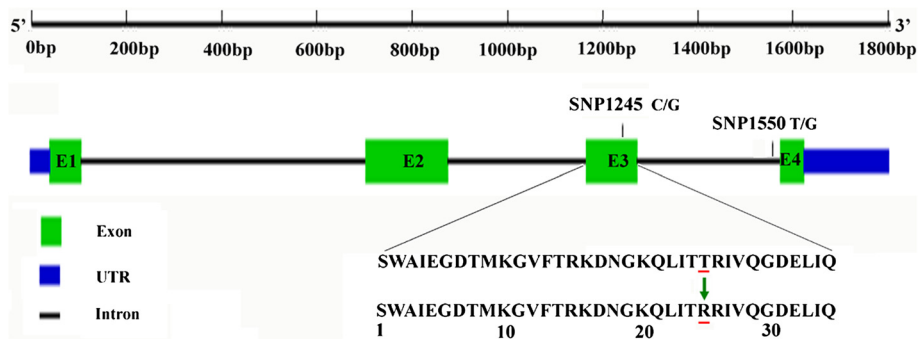 5’ 3’
0bp 200bp 400bp 600bp 800bp 1000bp 1200bp 1400bp 1600bp 1800bp
SNP1245 C/G
SNP1550 T/G
E1 E2 E3 E4
Exon
UTR
Intron
SWAIEGDTMKGVFTRKDNGKQLITTRIVQGDELIQ
SWAIEGDTMKGVFTRKDNGKQLITRRIVQGDELIQ
1 10 20 30